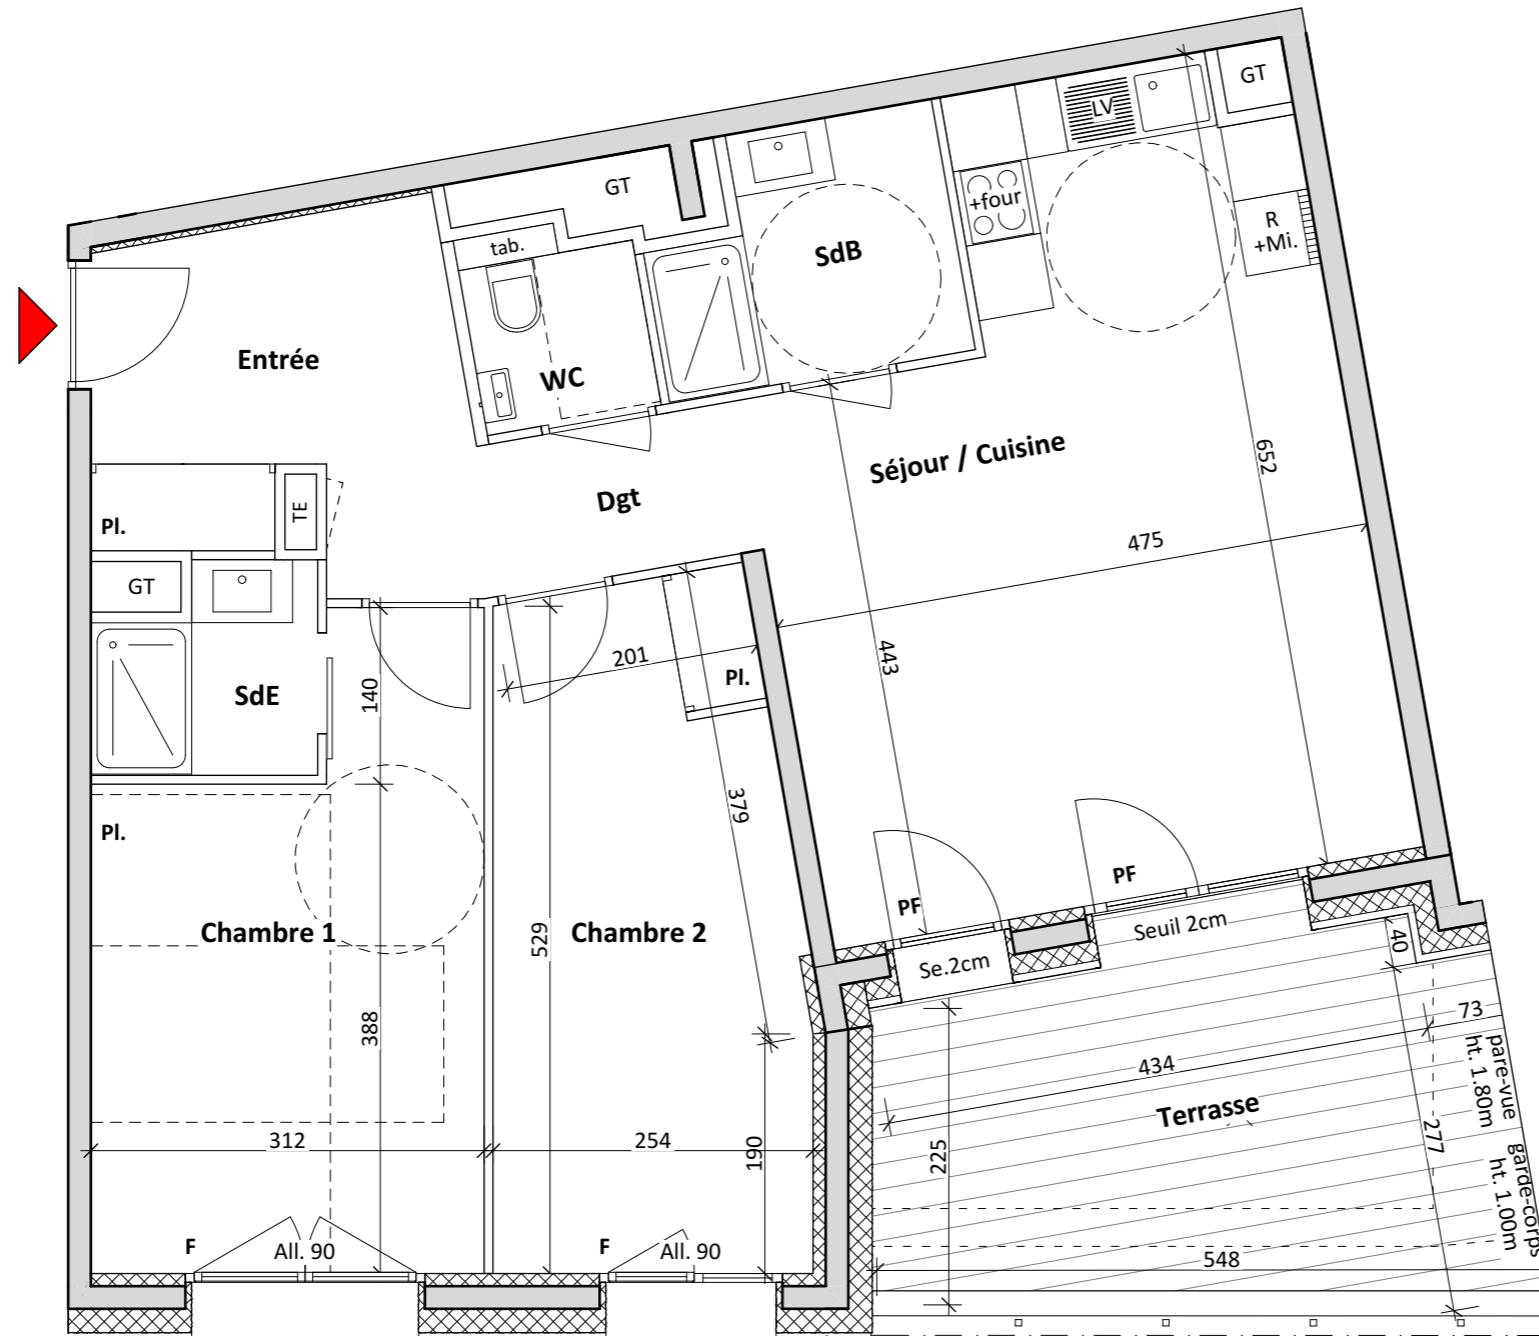 GT
LV
GT
+four
R
+Mi.
tab.
SdB
Entrée
WC
Séjour / Cuisine
652
Dgt
Pl.
TE
475
GT
443
201
Pl.
SdE
140
379
Pl.
PF
PF
Chambre 1
529
Chambre 2
Seuil 2cm
Se.2cm
40
388
73
434
pare-vue
ht. 1.80m
Terrasse
277
312
254
190
225
garde-corps
ht. 1.00m
F
All. 90
F
All. 90
548